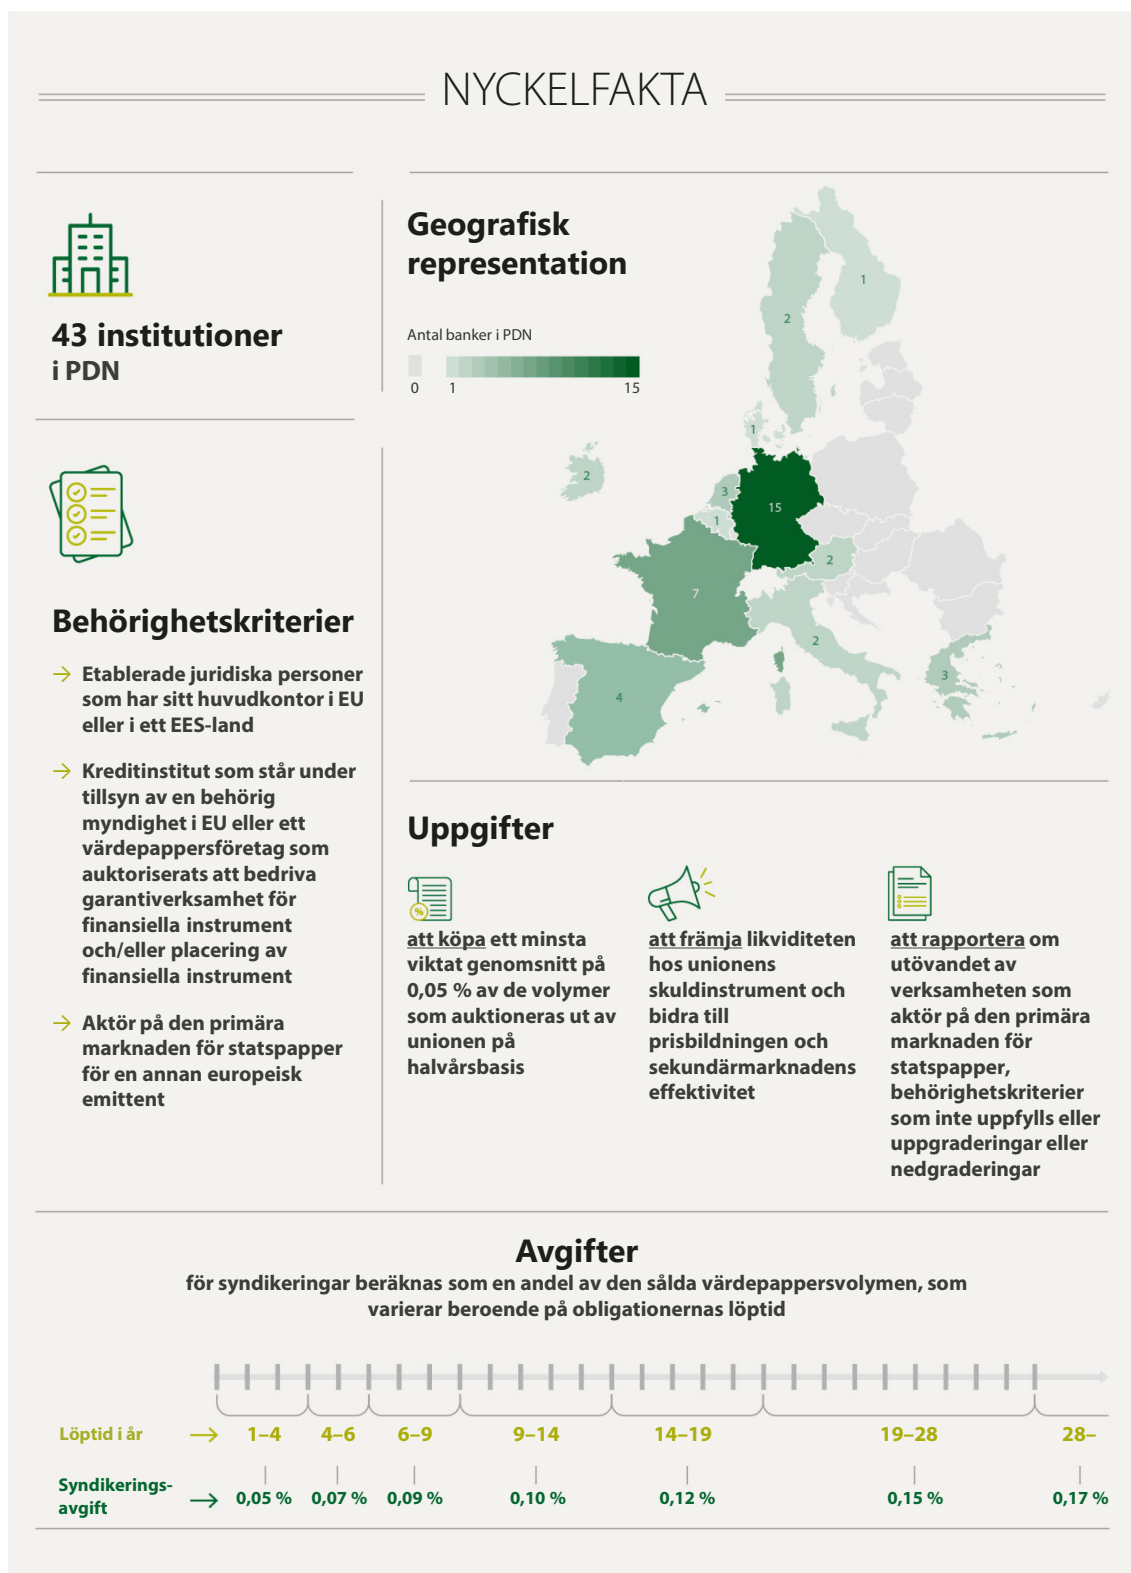 NYCKELFAKTA
43 institutioner
i PDN
Geografisk
representation
Antal banker i PDN
0 1 15
1
2
1
2
3
1
15
2
7
2
4
3
Behörighetskriterier
Etablerade juridiska personer
som har sitt huvudkontor i EU
eller i ett EES-land
Kreditinstitut som står under
tillsyn av en behörig
myndighet i EU eller ett
värdepappersföretag som
auktoriserats att bedriva
garantiverksamhet för
finansiella instrument
och/eller placering av
finansiella instrument
Aktör på den primära
marknaden för statspapper
för en annan europeisk
emittent
Uppgifter
%
att köpa ett minsta
viktat genomsnitt på
0,05 % av de volymer
som auktioneras ut av
unionen på
halvårsbasis
att främja likviditeten
hos unionens
skuldinstrument och
bidra till
prisbildningen och
sekundärmarknadens
effektivitet
att rapportera om
utövandet av
verksamheten som
aktör på den primära
marknaden för
statspapper,
behörighetskriterier
som inte uppfylls eller
uppgraderingar eller
nedgraderingar
Avgifter
för syndikeringar beräknas som en andel av den sålda värdepappersvolymen, som
varierar beroende på obligationernas löptid
Löptid i år 1–4 4–6 6–9 9–14 14–19 19–28 28–
Syndikerings-
avgift 0,05 % 0,07 % 0,09 % 0,10 % 0,12 % 0,15 % 0,17 %